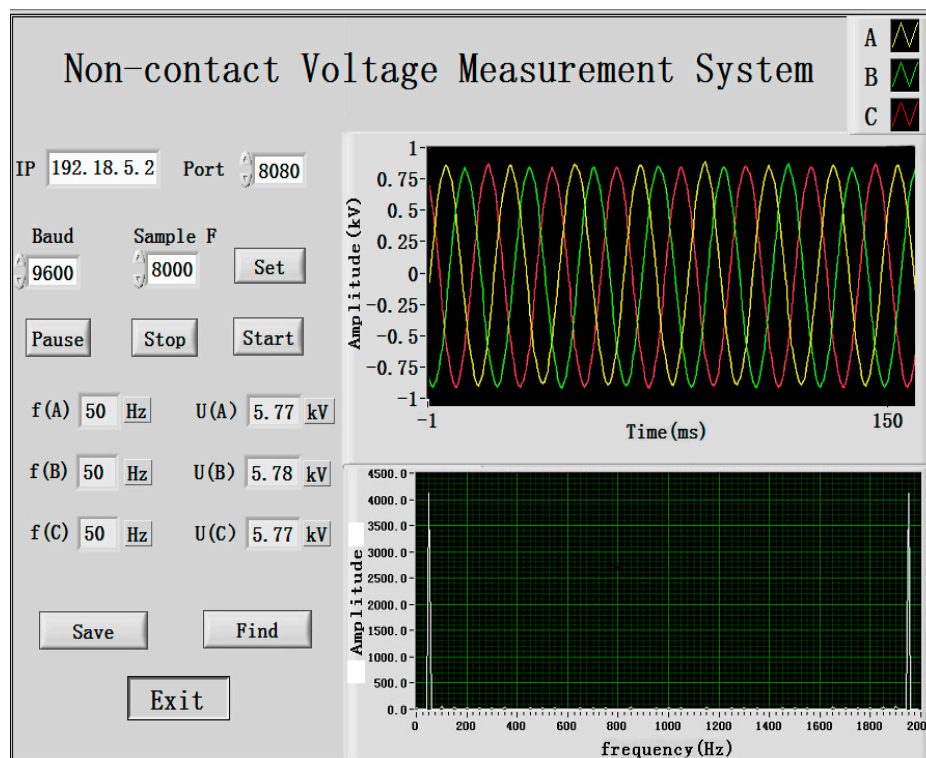 Non-contact Voltage Measurement System
A
B
C
IP 192.18.5.2 Port 8080
Baud Sample F
9600 8000 Set
Pause Stop Start
f(A) 50 Hz U(A) 5.77 kV
f(B) 50 Hz U(B) 5.78 kV
f(C) 50 Hz U(C) 5.77 kV
Save Find
Exit
Amplitude(kV)
1
0.75
0.5
0.25
0
-0.25
-0.5
-0.75
-1
-1 150
Time(ms)
Amplitude
4500.0
4000.0
3500.0
3000.0
2500.0
2000.0
1500.0
1000.0
500.0
0.0
0 200 400 600 800 1000 1200 1400 1600 1800
frequency(Hz)